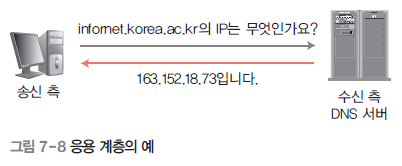 infornet.korea.ac.kr의 IP는 무엇인가요?
163.152.18.73입니다.
송신 측
수신 측
DNS 서버
그림 7-8 응용 계층의 예